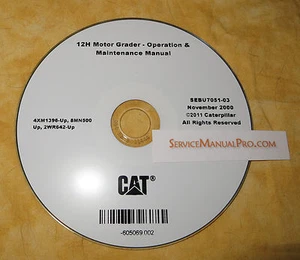 12H Motor Grader - Operation &
Maintenance Manual
SEBU7051-03
November 2000
©2011 Caterpillar
All Rights Reserved
4XM1396-Up, 8MN500
Up, 2WR642-Up
SERVICEMANUALPRO.COM
CAT®
-605069.002